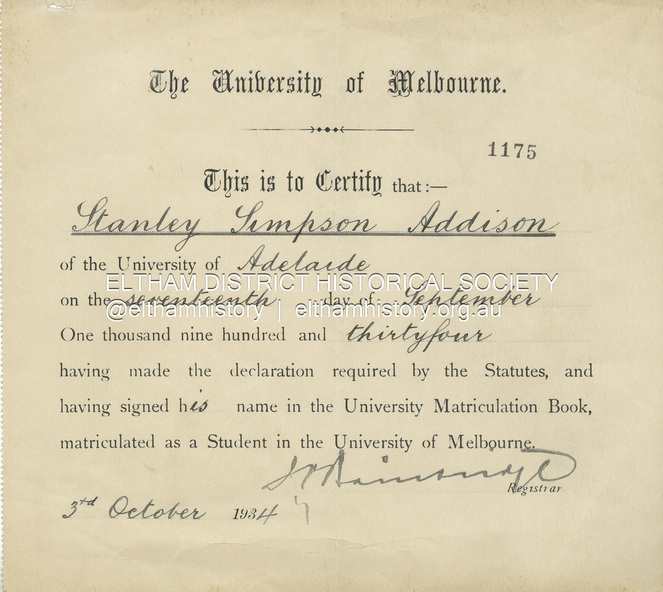 The University of Melbourne.
1175
This is to Certify that:—
Stanley Simpson Addison
of the University of Adelaide
ELTHAM DISTRICT HISTORICAL SOCIETY
on the seventeenth day of September
@elthamhistory | elthamhistory.org.au
One thousand nine hundred and thirtyfour
having made the declaration required by the Statutes, and
having signed his name in the University Matriculation Book,
matriculated as a Student in the University of Melbourne.
Registrar
3rd October 1934